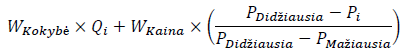 W_Kokybė × Q_i + W_Kaina × ( (P_Didžiausia − P_i) / (P_Didžiausia − P_Mažiausia) )